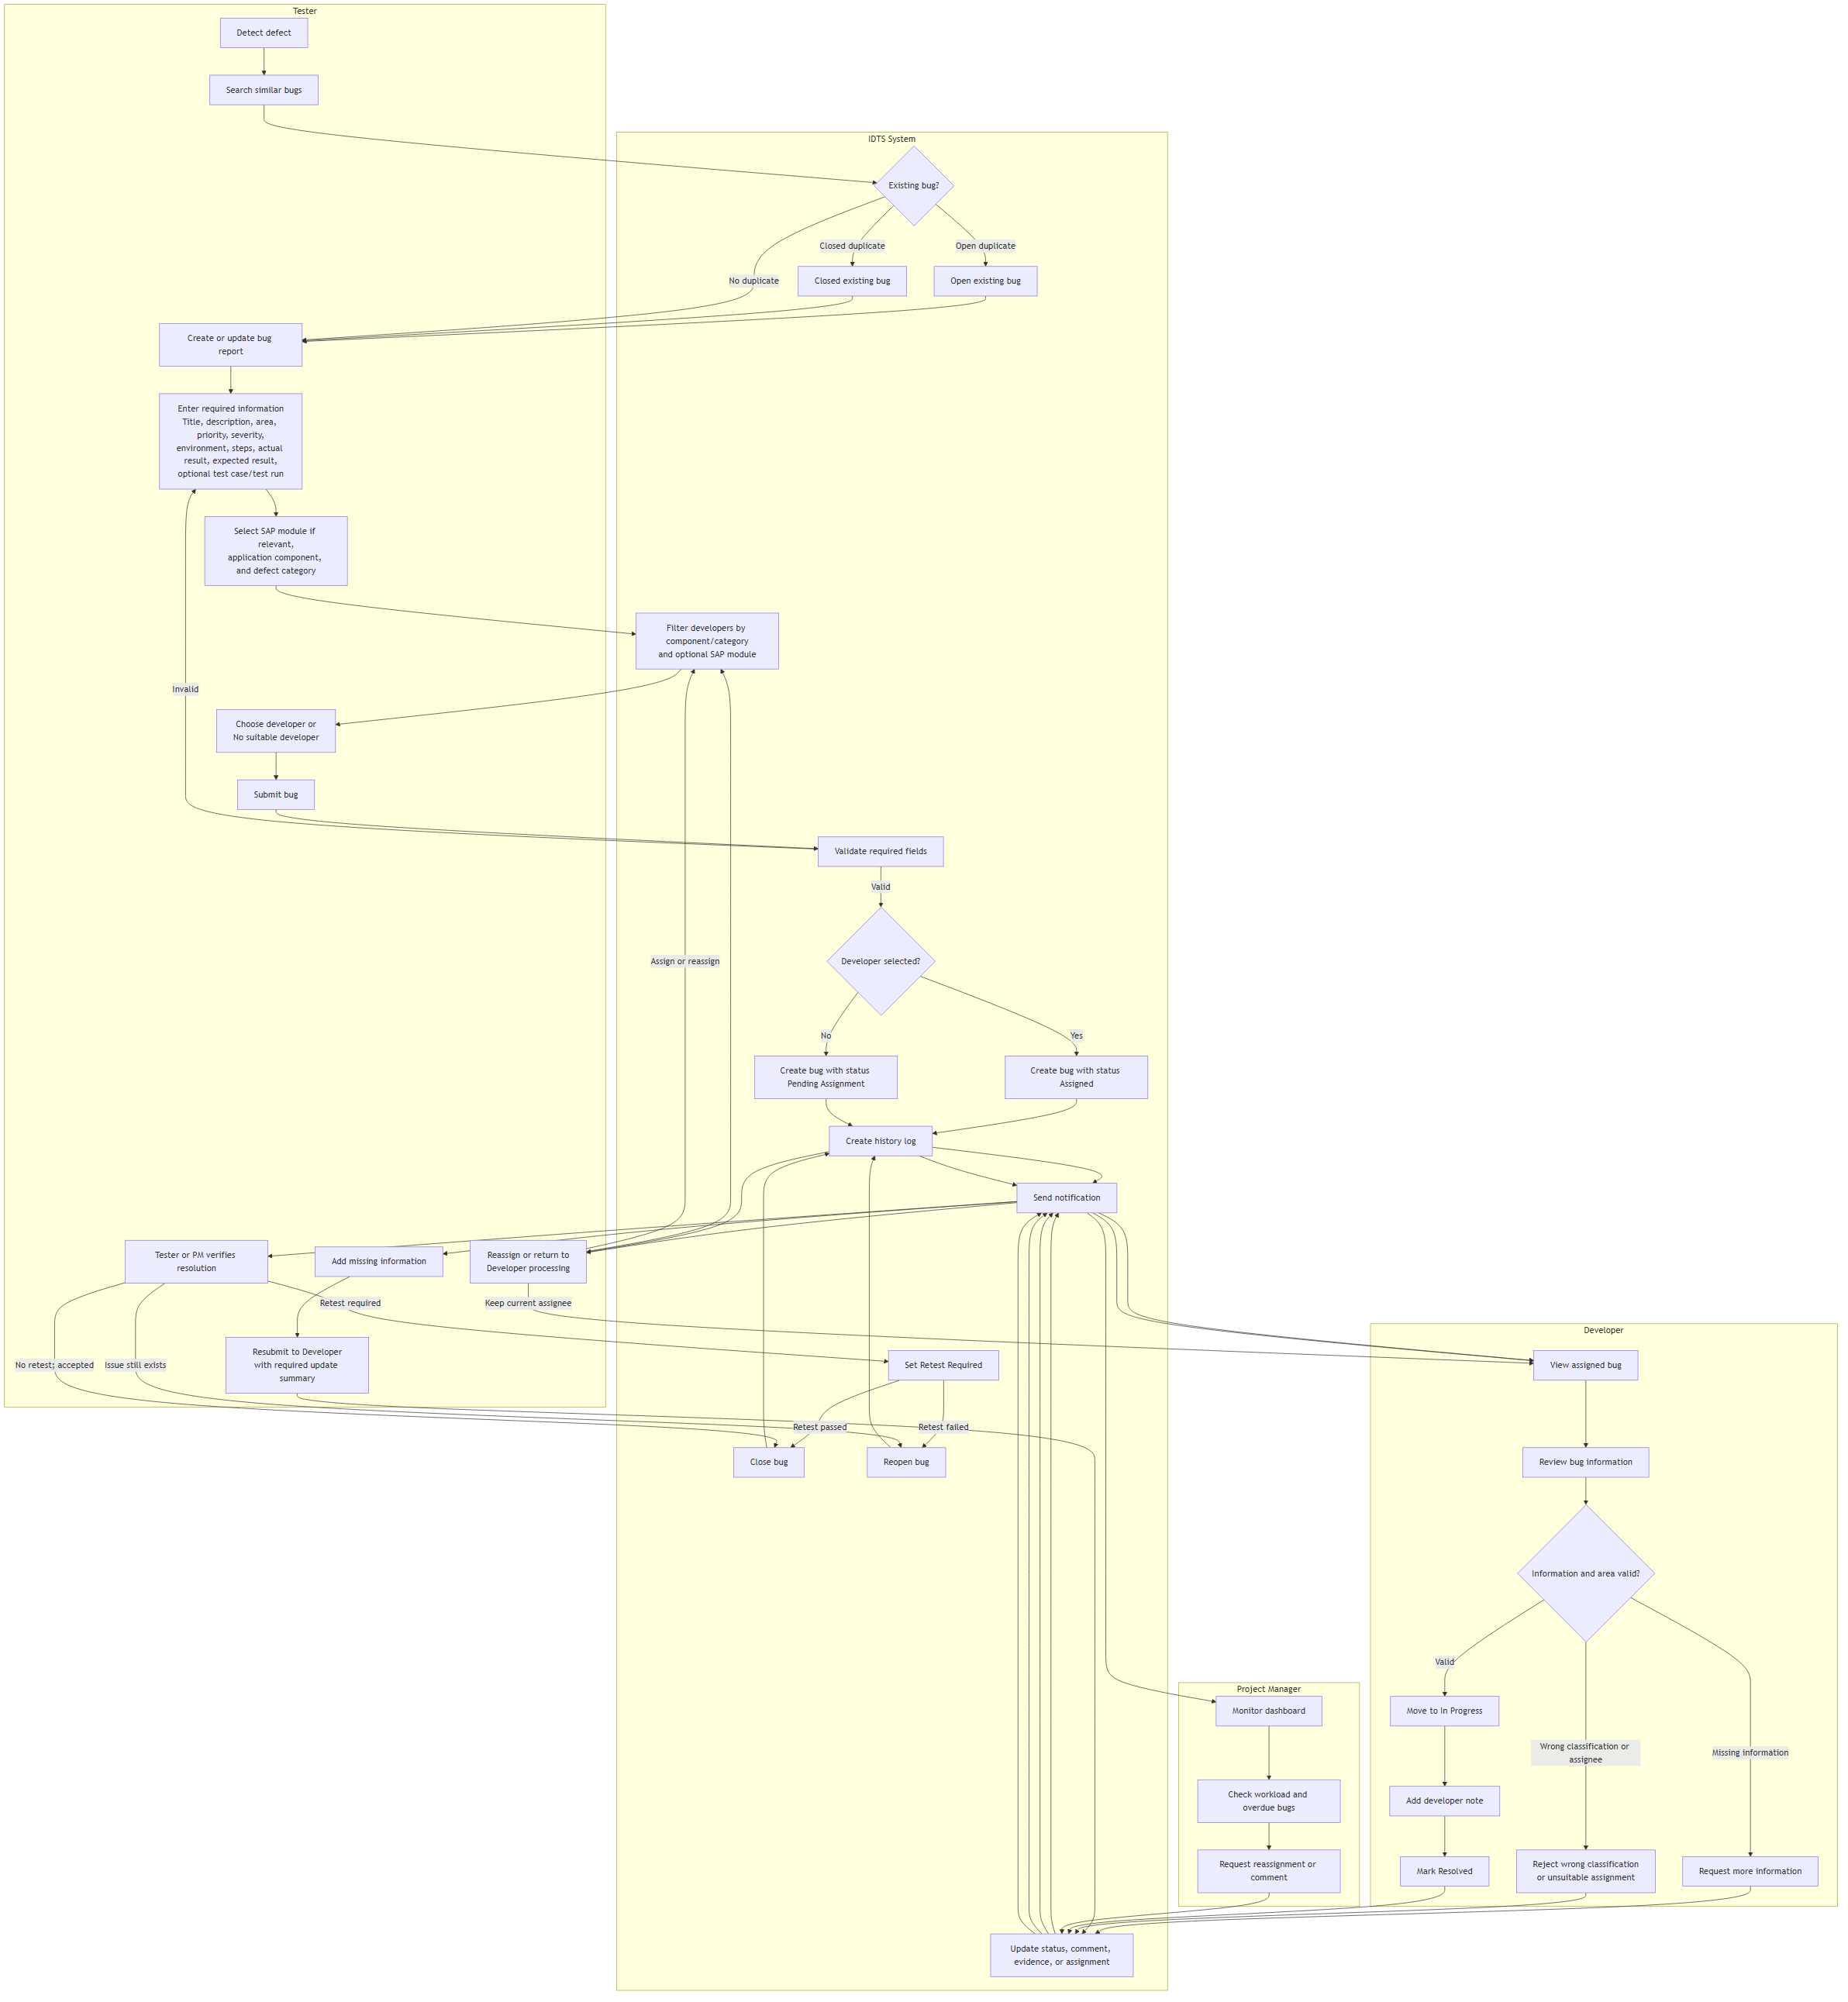 Tester
Detect defect
Search similar bugs
IDTS System
Existing bug?
Closed duplicate
Open duplicate
No duplicate
Closed existing bug
Open existing bug
Create or update bug
report
Enter required information
Title, description, area,
priority, severity,
environment, steps, actual
result, expected result,
optional test case/test run
Select SAP module if
relevant,
application component,
and defect category
Filter developers by
component/category
and optional SAP module
Invalid
Choose developer or
No suitable developer
Submit bug
Validate required fields
Valid
Developer selected?
Assign or reassign
No
Yes
Create bug with status
Pending Assignment
Create bug with status
Assigned
Create history log
Send notification
Tester or PM verifies
resolution
Add missing information
Reassign or return to
Developer processing
Retest required
Keep current assignee
Developer
No retest; accepted
Issue still exists
Resubmit to Developer
with required update
summary
Set Retest Required
View assigned bug
Retest passed
Retest failed
Close bug
Reopen bug
Review bug information
Information and area valid?
Valid
Project Manager
Monitor dashboard
Move to In Progress
Wrong classification or
assignee
Missing information
Check workload and
overdue bugs
Add developer note
Request reassignment or
comment
Mark Resolved
Reject wrong classification
or unsuitable assignment
Request more information
Update status, comment,
evidence, or assignment